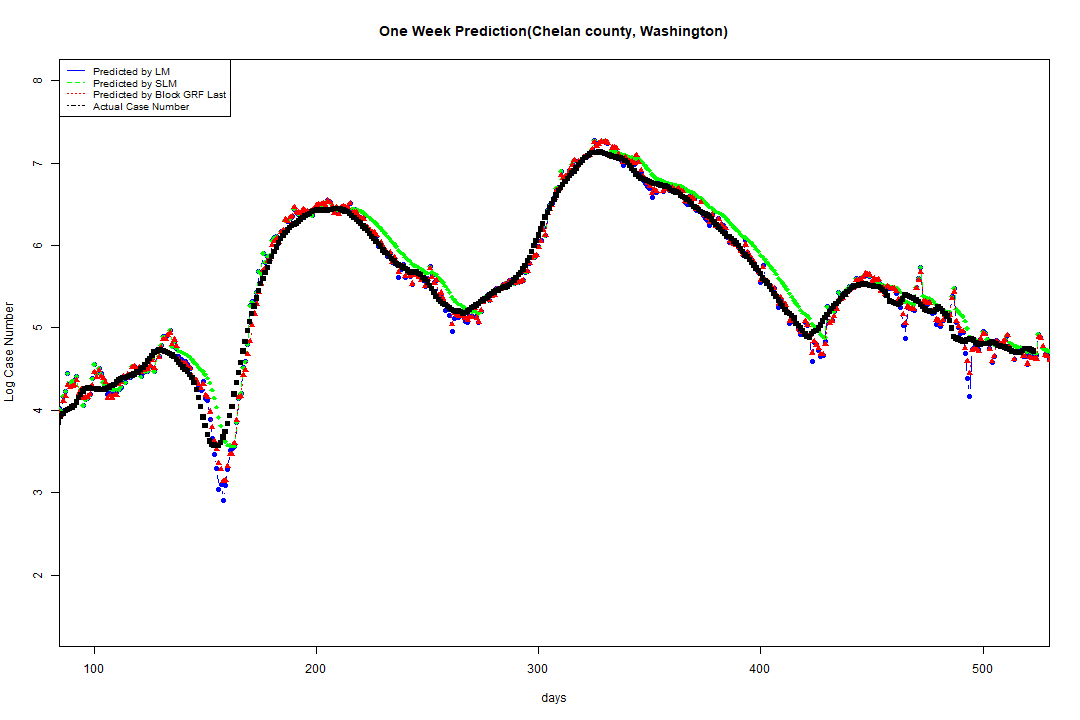 One Week Prediction(Chelan county, Washington)
Predicted by LM
Predicted by SLM
Predicted by Block GRF Last
Actual Case Number
8
7
6
5
4
3
2
Log Case Number
100 200 300 400 500
days